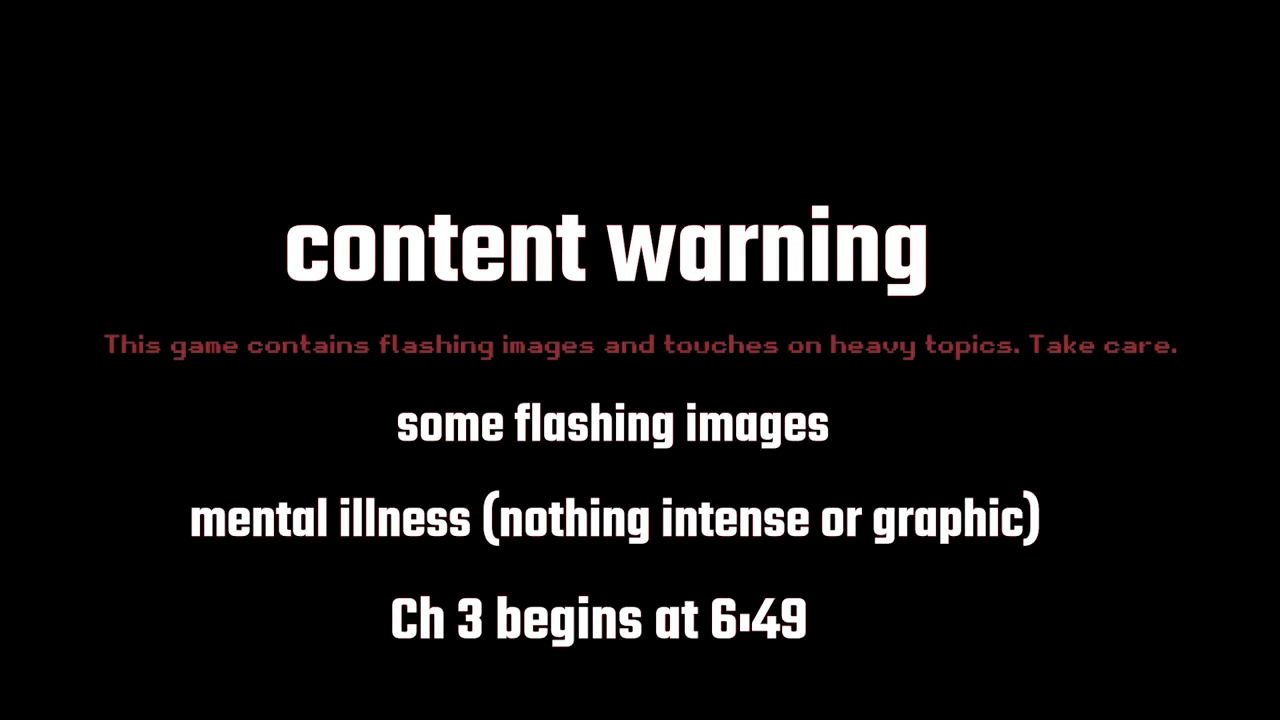 content warning
This game contains flashing images and touches on heavy topics. Take care.
some flashing images
mental illness (nothing intense or graphic)
Ch 3 begins at 6:49